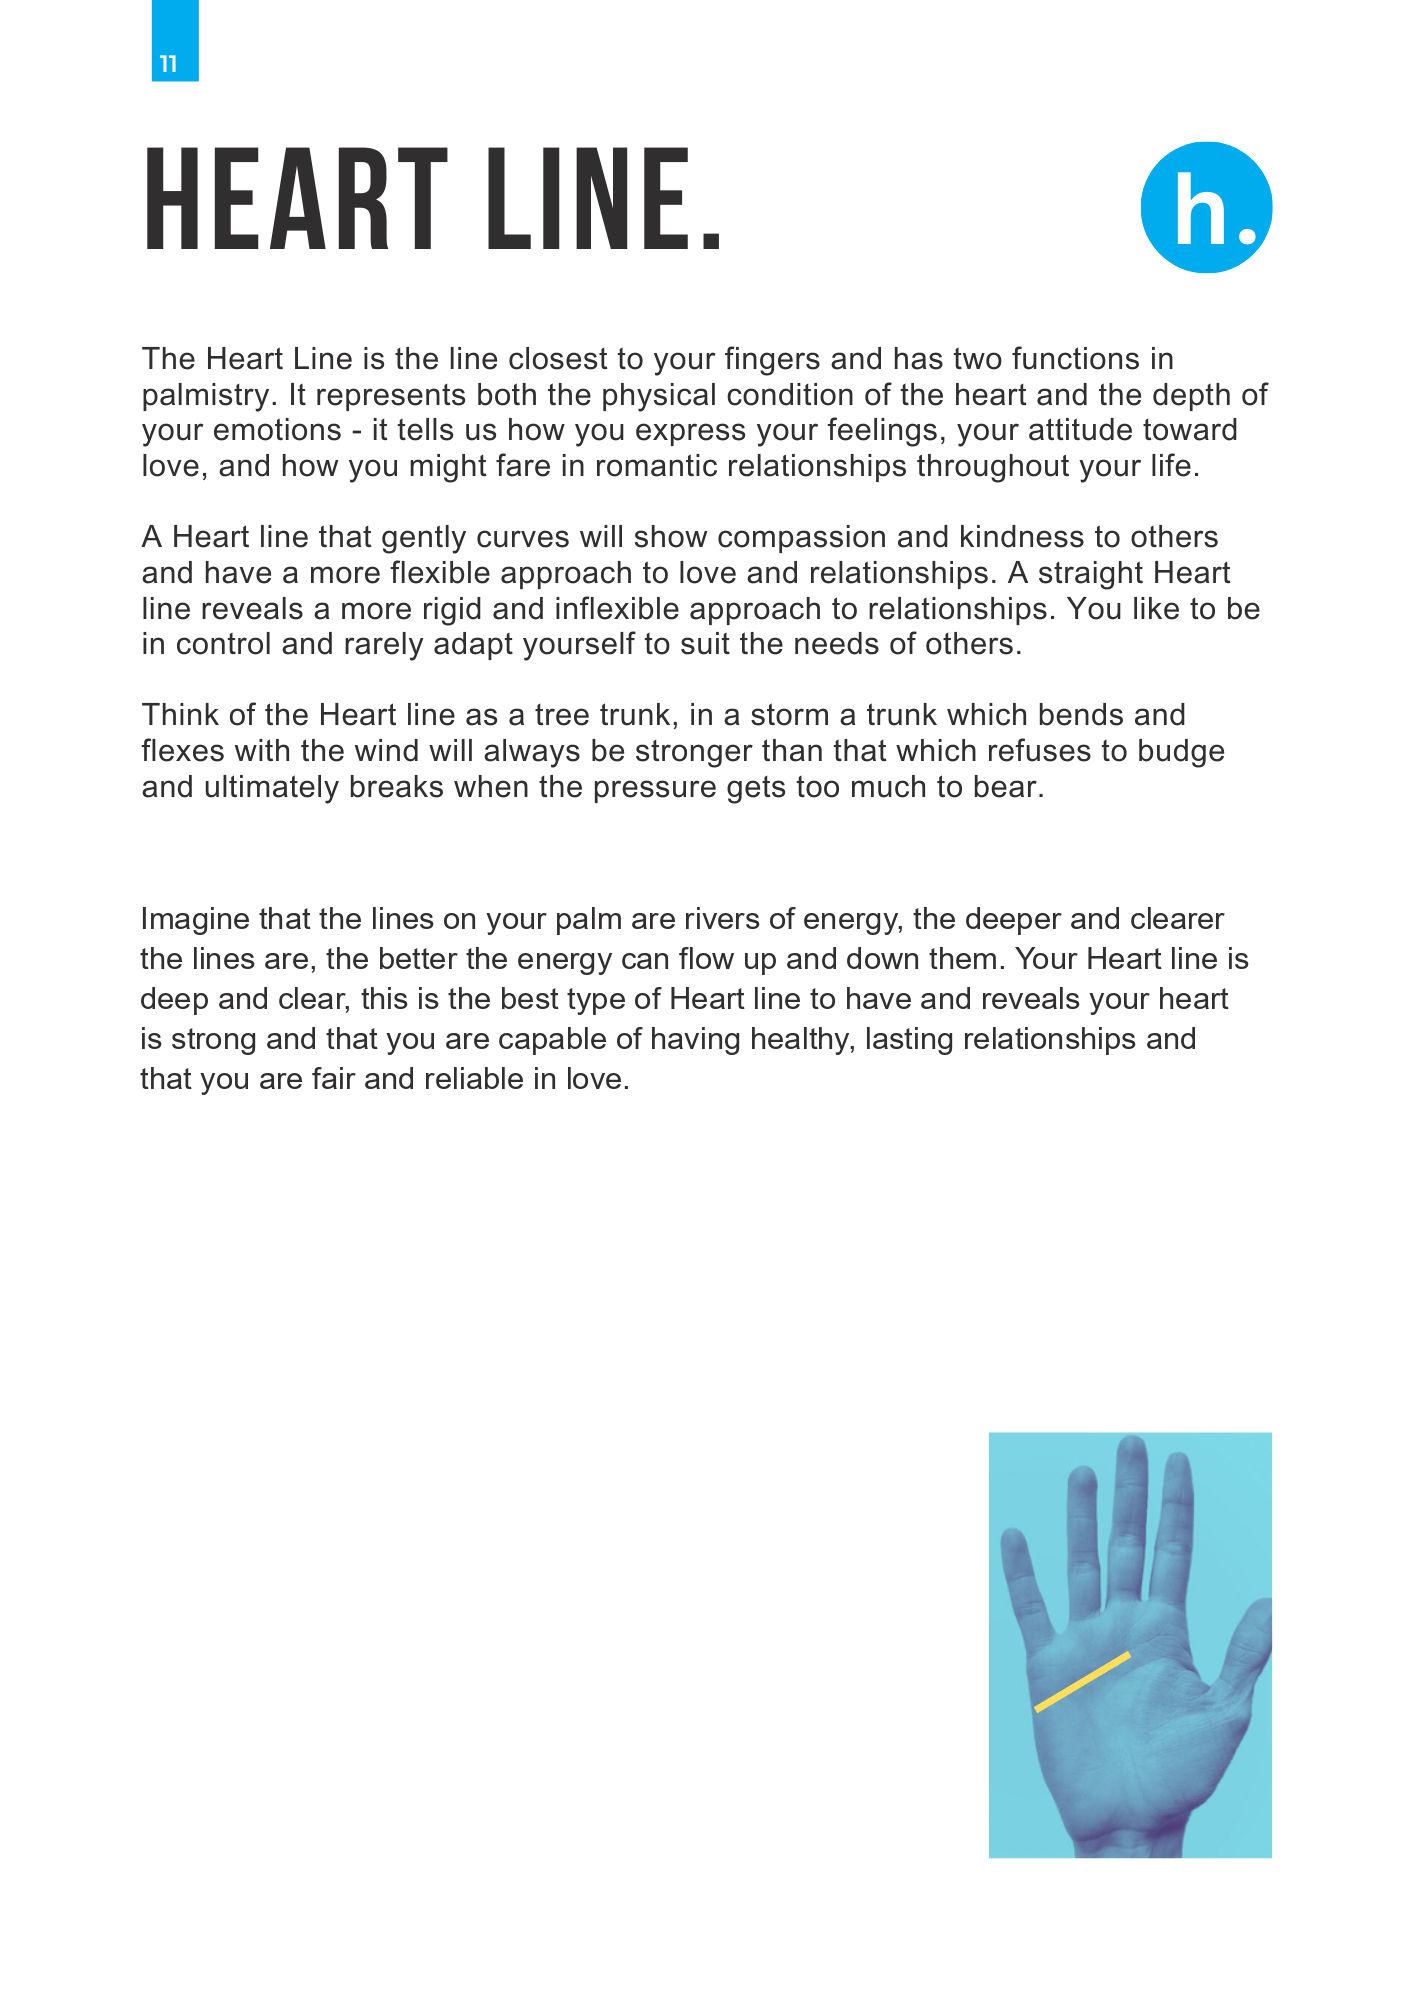 11
HEART LINE.
h.
The Heart Line is the line closest to your fingers and has two functions in
palmistry. It represents both the physical condition of the heart and the depth of
your emotions - it tells us how you express your feelings, your attitude toward
love, and how you might fare in romantic relationships throughout your life.
A Heart line that gently curves will show compassion and kindness to others
and have a more flexible approach to love and relationships. A straight Heart
line reveals a more rigid and inflexible approach to relationships. You like to be
in control and rarely adapt yourself to suit the needs of others.
Think of the Heart line as a tree trunk, in a storm a trunk which bends and
flexes with the wind will always be stronger than that which refuses to budge
and ultimately breaks when the pressure gets too much to bear.
Imagine that the lines on your palm are rivers of energy, the deeper and clearer
the lines are, the better the energy can flow up and down them. Your Heart line is
deep and clear, this is the best type of Heart line to have and reveals your heart
is strong and that you are capable of having healthy, lasting relationships and
that you are fair and reliable in love.